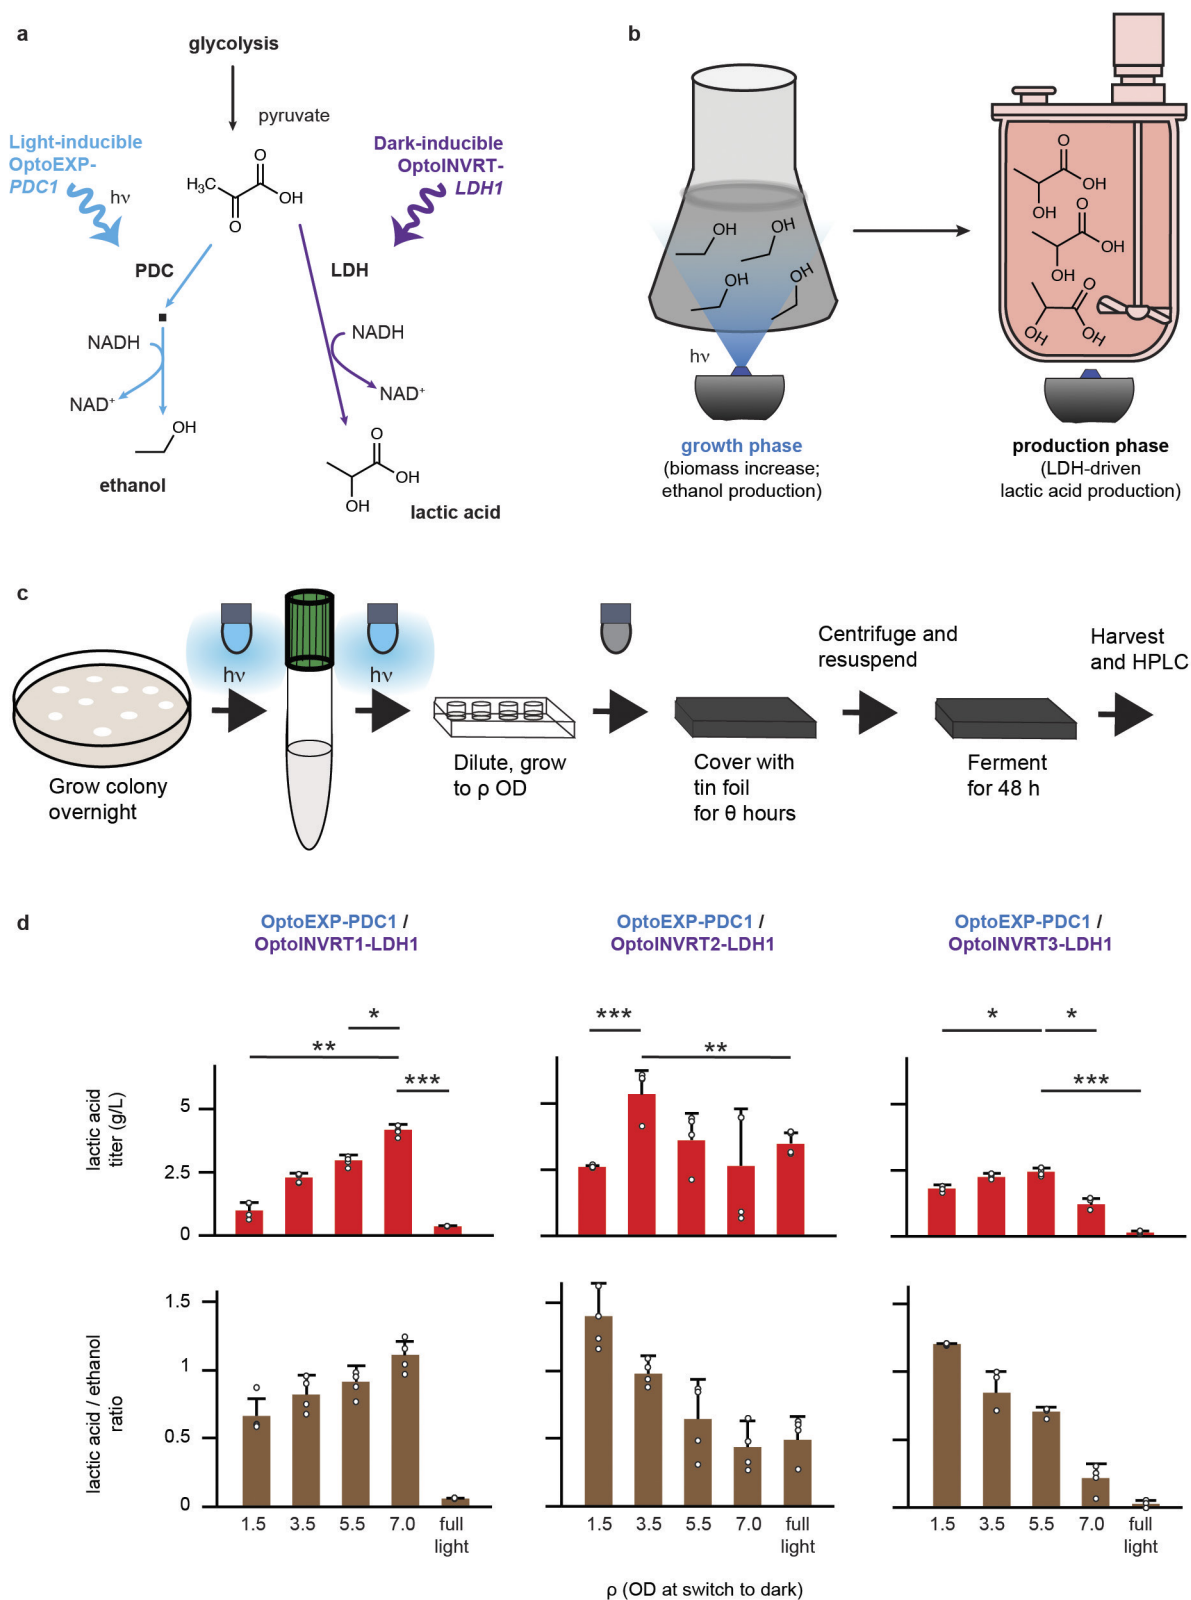 a
glycolysis
pyruvate
Light-inducible
OptoEXP-
PDC1
hν
Dark-inducible
OptoINVRT-
LDH1
O
H₃C
OH
O
PDC
LDH
NADH
NADH
NAD⁺
NAD⁺
OH
ethanol
O
OH
OH
lactic acid
b
OH
OH
OH
OH
hν
growth phase
(biomass increase;
ethanol production)
O
OH
OH
O
OH
OH
O
OH
OH
production phase
(LDH-driven
lactic acid production)
c
hν
hν
Grow colony
overnight
Dilute, grow
to ρ OD
Cover with
tin foil
for θ hours
Centrifuge and
resuspend
Ferment
for 48 h
Harvest
and HPLC
d
OptoEXP-PDC1 /
OptoINVRT1-LDH1
OptoEXP-PDC1 /
OptoINVRT2-LDH1
OptoEXP-PDC1 /
OptoINVRT3-LDH1
*
**
***
***
**
*
*
***
lactic acid
titer (g/L)
5
2.5
0
lactic acid / ethanol
ratio
1.5
1
0.5
0
1.5 3.5 5.5 7.0 full
light
1.5 3.5 5.5 7.0 full
light
1.5 3.5 5.5 7.0 full
light
ρ (OD at switch to dark)